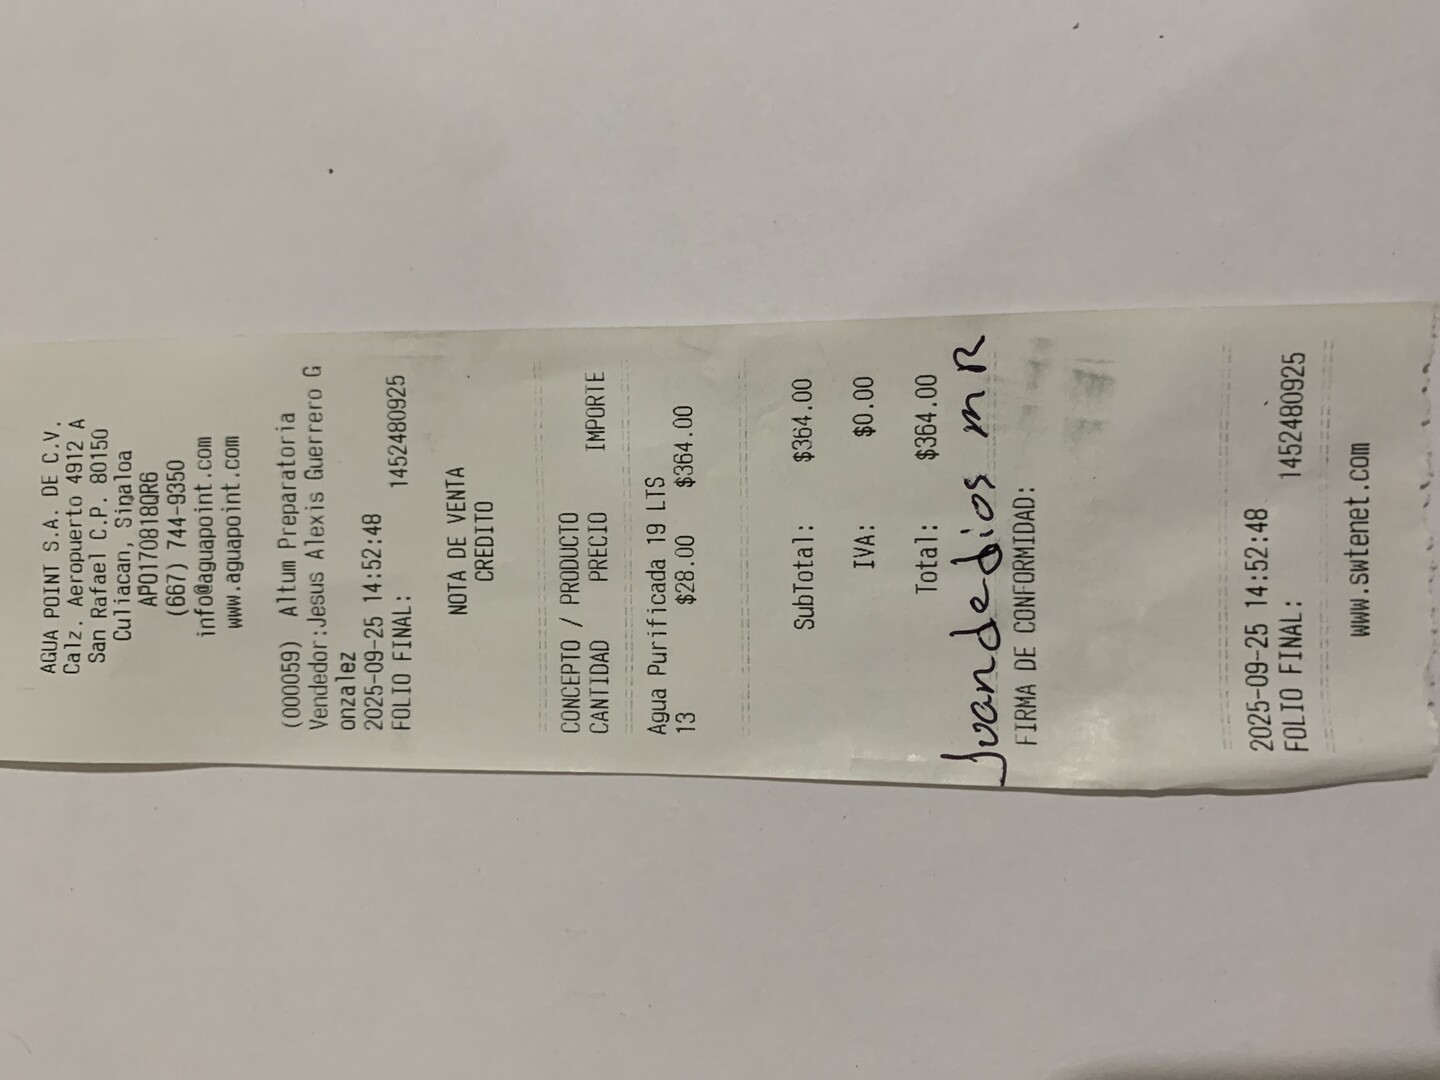 AGUA POINT S.A. DE C.V.
Calz. Aeropuerto 4912 A
San Rafael C.P. 80150
Culiacan, Sinaloa
APO170818QR6
(667) 744-9350
info@aguapoint.com
www.aguapoint.com
(000059) Altum Preparatoria
Vendedor:Jesus Alexis Guerrero G
onzalez
2025-09-25 14:52:48
FOLIO FINAL: 1452480925
NOTA DE VENTA
CREDITO
CONCEPTO / PRODUCTO
CANTIDAD PRECIO IMPORTE
Agua Purificada 19 LTS
13 $28.00 $364.00
SubTotal: $364.00
IVA: $0.00
Total: $364.00
Juandedios m R
FIRMA DE CONFORMIDAD:
2025-09-25 14:52:48
FOLIO FINAL: 1452480925
www.swtenet.com